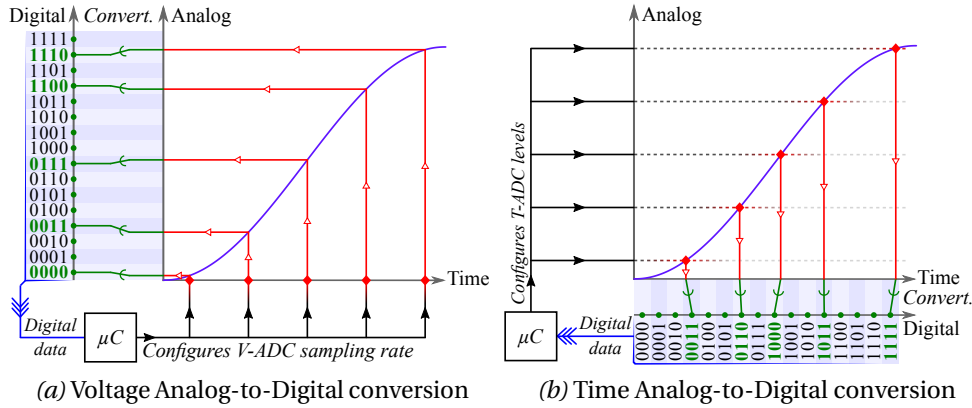 Digital Convert. Analog
1111
1110
1101
1100
1011
1010
1001
1000
0111
0110
0101
0100
0011
0010
0001
0000
Time
Digital
data
µC
Configures V-ADC sampling rate
(a) Voltage Analog-to-Digital conversion
Analog
Configures T-ADC levels
Time
Convert.
Digital
0000
0001
0010
0011
0100
0101
0110
0111
1000
1001
1010
1011
1100
1101
1110
1111
µC
Digital
data
(b) Time Analog-to-Digital conversion